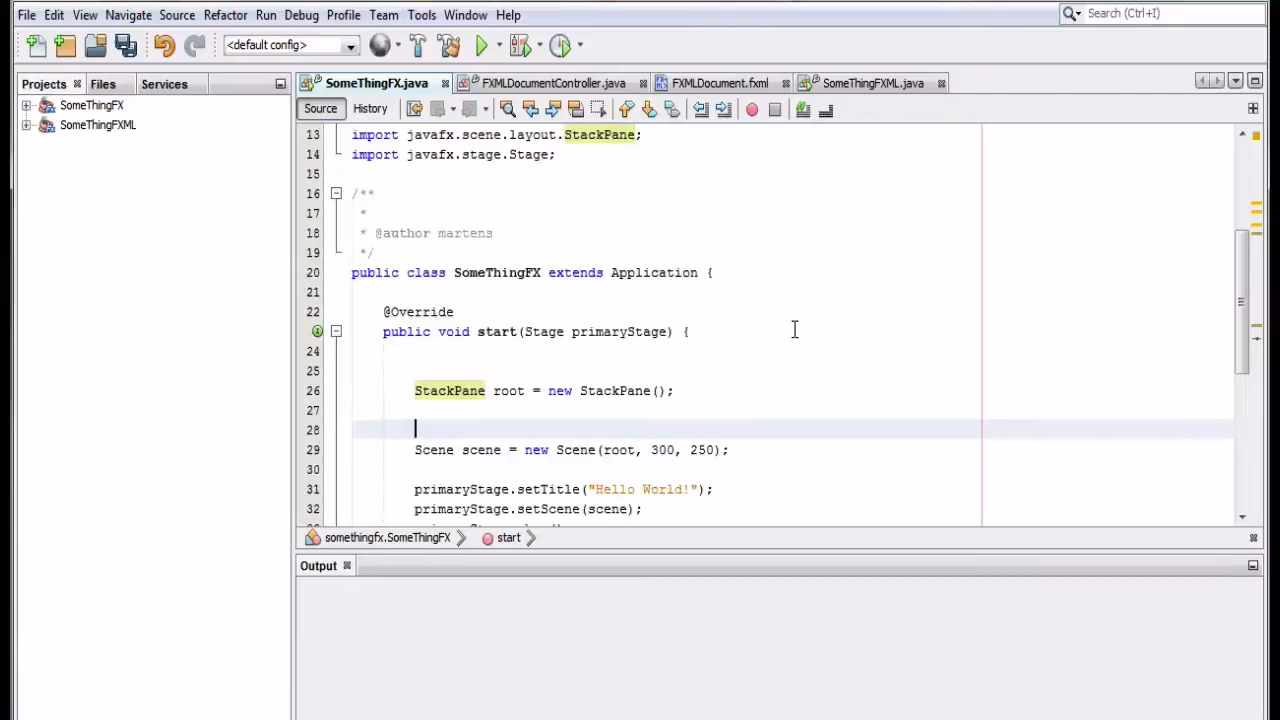 File Edit View Navigate Source Refactor Run Debug Profile Team Tools Window Help
Search (Ctrl+I)
<default config>
Projects Files Services
SomeThingFX.java FXMLDocumentController.java FXMLDocument.fxml SomeThingFXML.java
SomeThingFX
SomeThingFXML
Source History
13 import javafx.scene.layout.StackPane;
14 import javafx.stage.Stage;
15
16 /**
17 *
18 * @author martens
19 */
20 public class SomeThingFX extends Application {
21
22 @Override
public void start(Stage primaryStage) {
24
25
26 StackPane root = new StackPane();
27
28
29 Scene scene = new Scene(root, 300, 250);
30
31 primaryStage.setTitle("Hello World!");
32 primaryStage.setScene(scene);
somethingfx.SomeThingFX start
Output